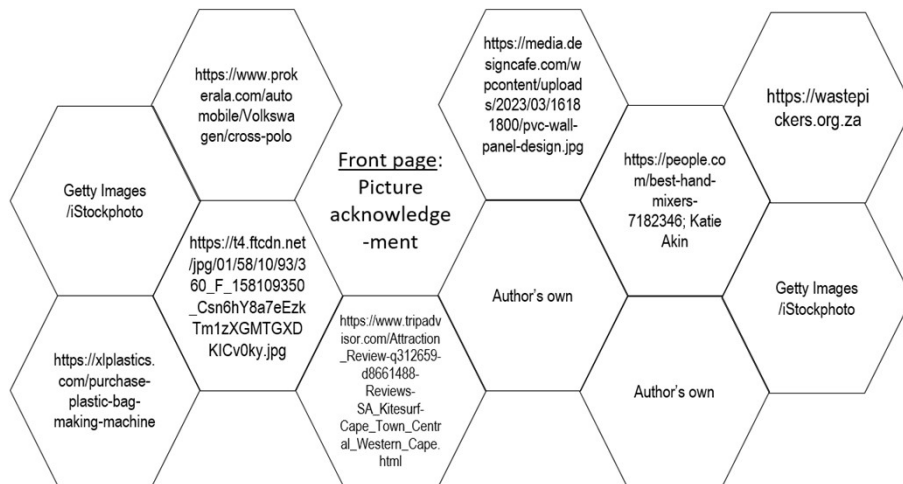 https://www.prok
erala.com/auto
mobile/Volkswa
gen/cross-polo
Getty Images
/iStockphoto
https://t4.ftcdn.net
/jpg/01/58/10/93/3
60_F_158109350
_Csn6hY8a7eEzk
Tm1zXGMTGXD
KICv0ky.jpg
https://xlplastics.
com/purchase-
plastic-bag-
making-machine
Front page:
Picture
acknowledge
-ment
https://www.tripadv
isor.com/Attraction
_Review-q312659-
d8661488-
Reviews-
SA_Kitesurf-
Cape_Town_Centr
al_Western_Cape.
html
https://media.de
signcafe.com/w
pcontent/upload
s/2023/03/1618
1800/pvc-wall-
panel-design.jpg
Author's own
https://people.co
m/best-hand-
mixers-
7182346; Katie
Akin
Author's own
https://wastepi
ckers.org.za
Getty Images
/iStockphoto